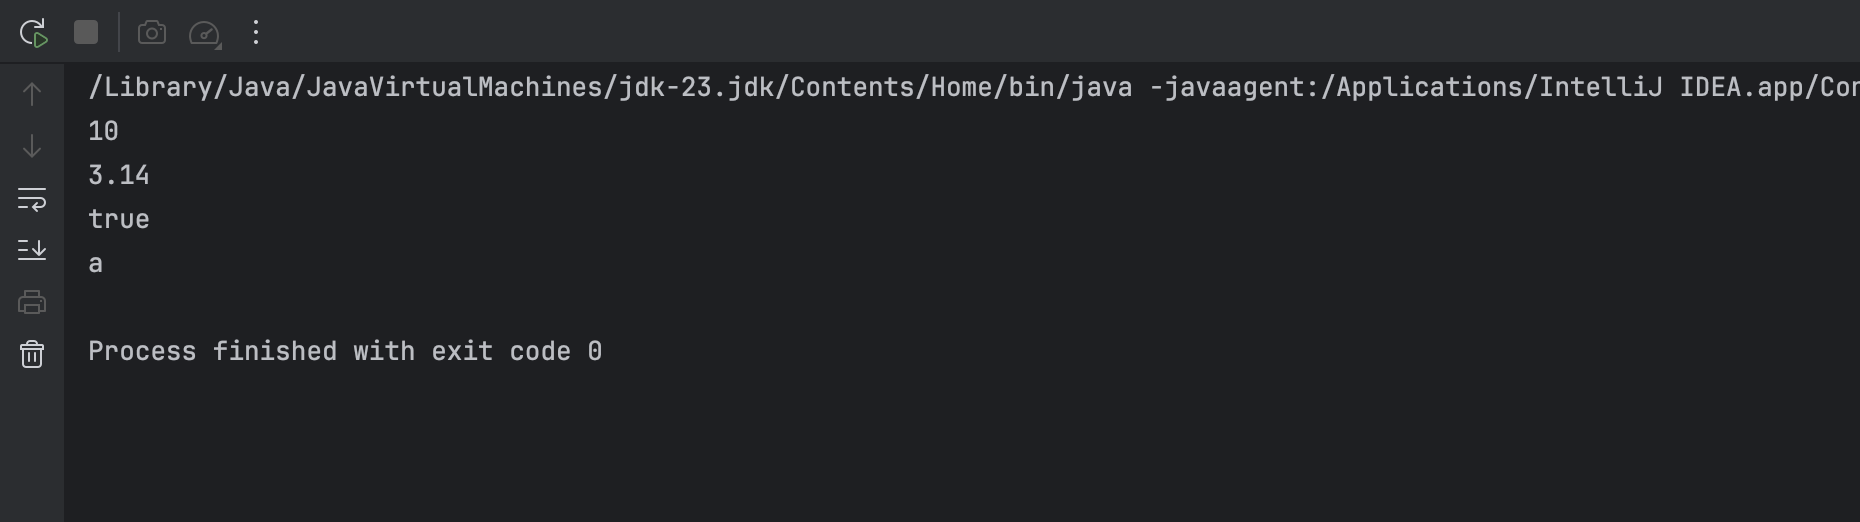 /Library/Java/JavaVirtualMachines/jdk-23.jdk/Contents/Home/bin/java -javaagent:/Applications/IntelliJ IDEA.app/Con
10
3.14
true
a
Process finished with exit code 0